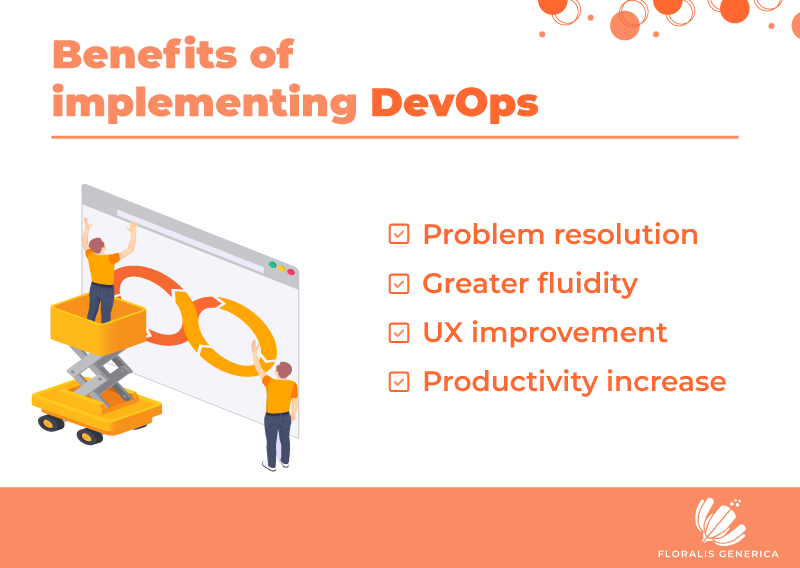 Benefits of
implementing DevOps
Problem resolution
Greater fluidity
UX improvement
Productivity increase
FLORALIS GENERICA